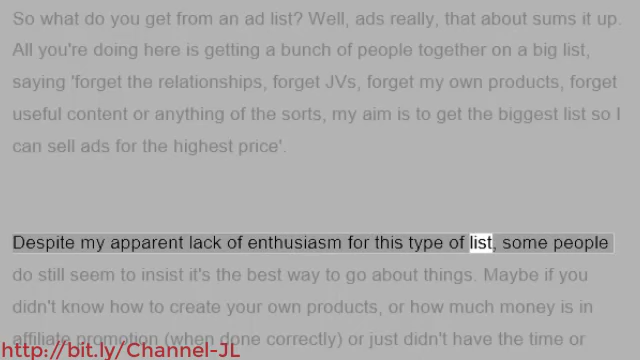 So what do you get from an ad list? Well, ads really, that about sums it up.
All you're doing here is getting a bunch of people together on a big list,
saying 'forget the relationships, forget JVs, forget my own products, forget
useful content or anything of the sorts, my aim is to get the biggest list so I
can sell ads for the highest price'.
Despite my apparent lack of enthusiasm for this type of list, some people
do still seem to insist it's the best way to go about things. Maybe if you
didn't know how to create your own products, or how much money is in
affiliate promotion (when done correctly) or just didn't have the time or
http://bit.ly/Channel-JL